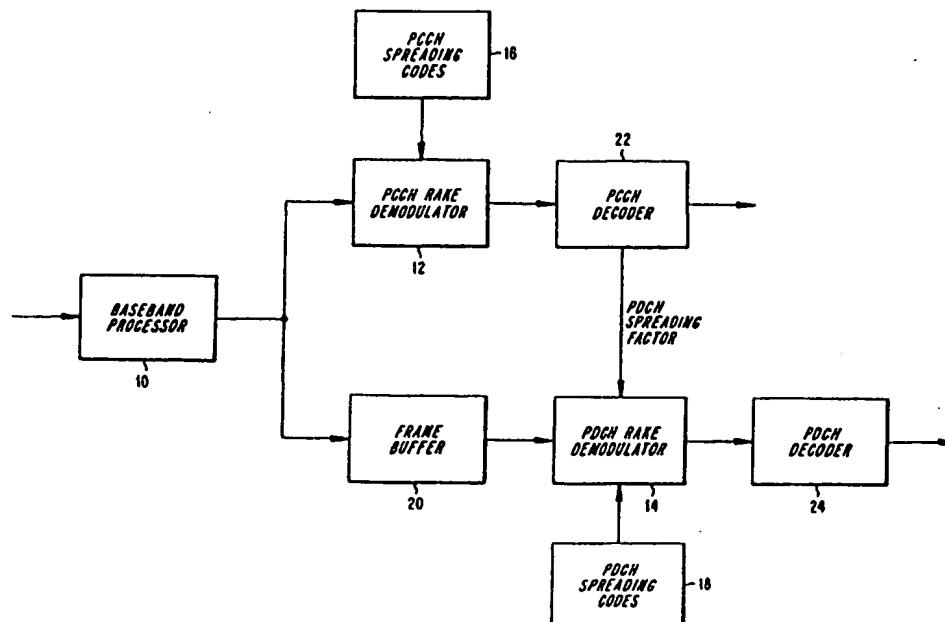 PCCH
SPREADING
CODES
16
PCCH RAKE
DEMODULATOR
12
22
PCCH
DECODER
BASEBAND
PROCESSOR
10
PDCH
SPREADING
FACTOR
FRAME
BUFFER
20
PDCH RAKE
DEMODULATOR
14
PDCH
DECODER
24
PDCH
SPREADING
CODES
18